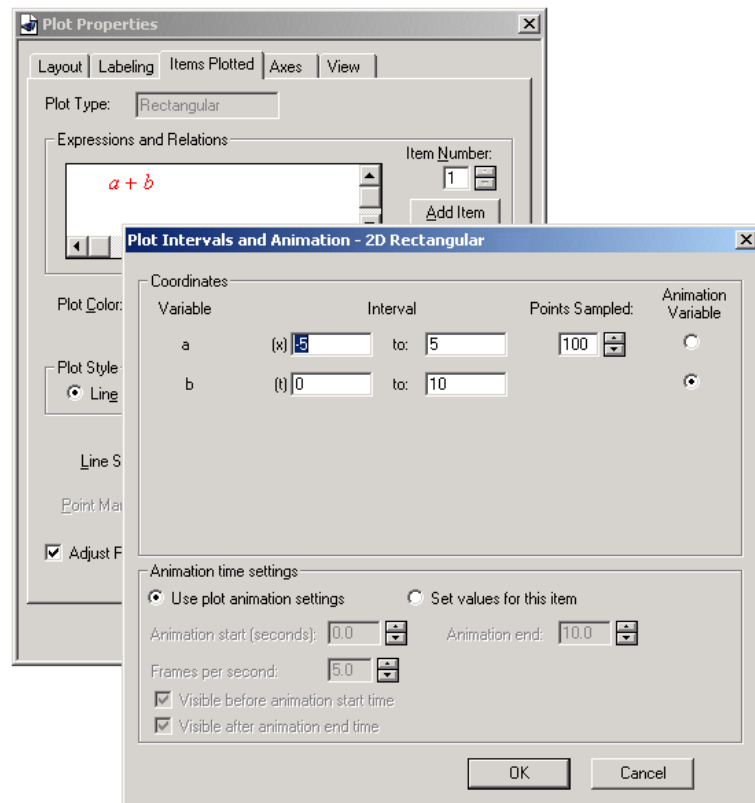 Plot Properties
Layout Labeling Items Plotted Axes View
Plot Type: Rectangular
Expressions and Relations
a + b
Item Number:
1
Add Item
Plot Color:
Plot Style
Line
Line S
Point Mar
Adjust F
Plot Intervals and Animation - 2D Rectangular
Coordinates
Variable Interval Points Sampled: Animation
Variable
a (x) -5 to: 5 100
b (t) 0 to: 10
Animation time settings
Use plot animation settings Set values for this item
Animation start (seconds): 0.0 Animation end: 10.0
Frames per second: 5.0
Visible before animation start time
Visible after animation end time
OK Cancel